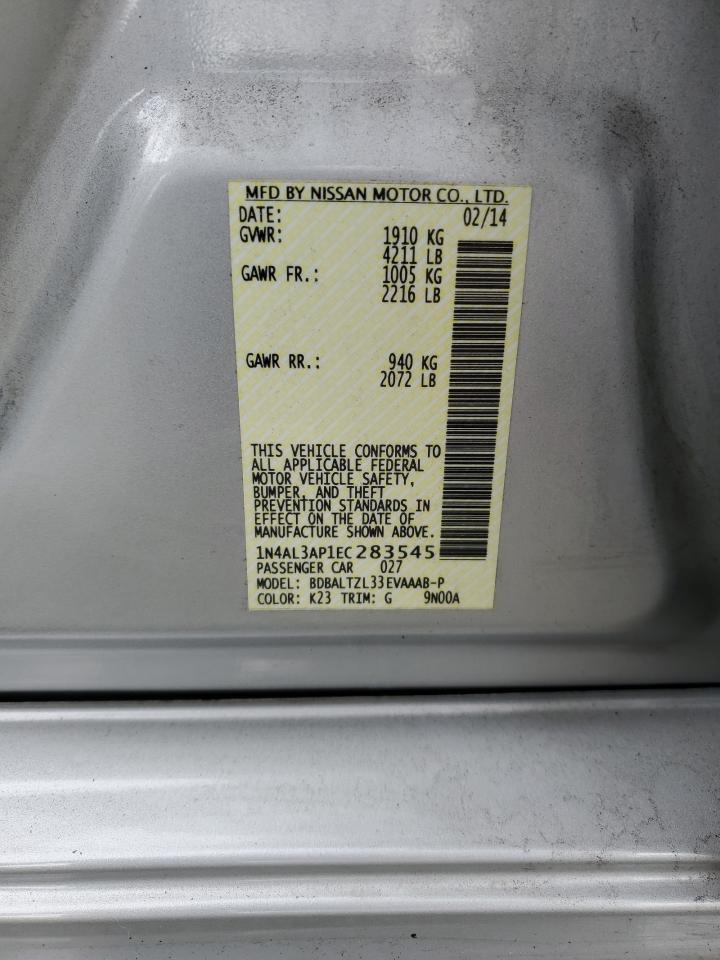 MFD BY NISSAN MOTOR CO., LTD.
DATE: 02/14
GVWR: 1910 KG
4211 LB
GAWR FR.: 1005 KG
2216 LB
GAWR RR.: 940 KG
2072 LB
THIS VEHICLE CONFORMS TO
ALL APPLICABLE FEDERAL
MOTOR VEHICLE SAFETY,
BUMPER, AND THEFT
PREVENTION STANDARDS IN
EFFECT ON THE DATE OF
MANUFACTURE SHOWN ABOVE.
1N4AL3AP1EC283545
PASSENGER CAR 027
MODEL: BDBALTZL33EVAAAB-P
COLOR: K23 TRIM: G 9N00A